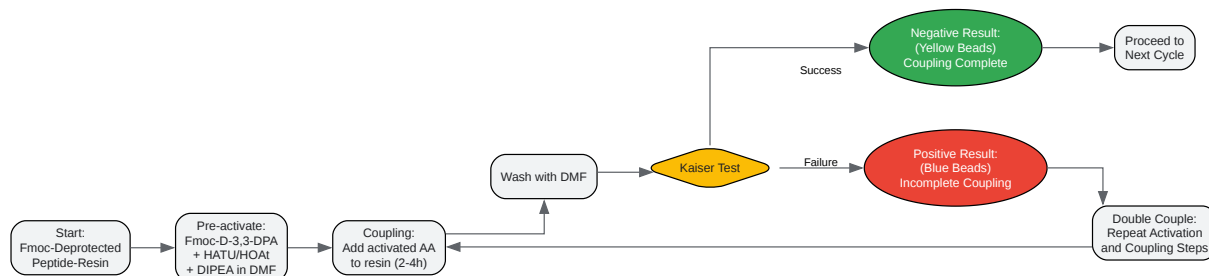 Start:
Fmoc-Deprotected
Peptide-Resin
Pre-activate:
Fmoc-D-3,3-DPA
+ HATU/HOAt
+ DIPEA in DMF
Coupling:
Add activated AA
to resin (2-4h)
Wash with DMF
Kaiser Test
Success
Negative Result:
(Yellow Beads)
Coupling Complete
Proceed to
Next Cycle
Failure
Positive Result:
(Blue Beads)
Incomplete Coupling
Double Couple:
Repeat Activation
and Coupling Steps